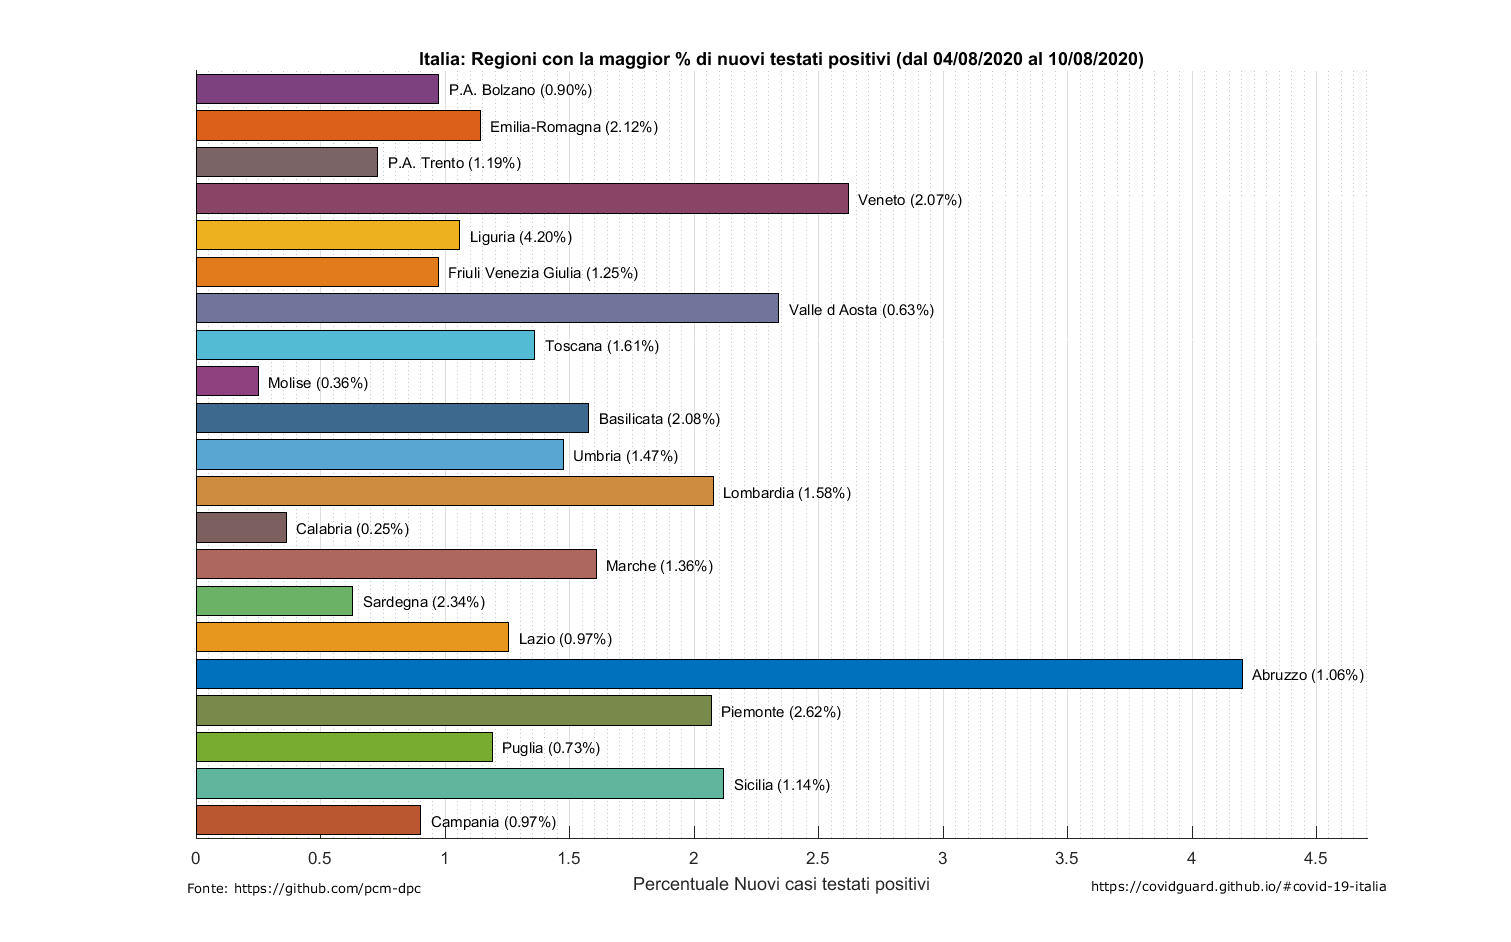 Italia: Regioni con la maggior % di nuovi testati positivi (dal 04/08/2020 al 10/08/2020)
P.A. Bolzano (0.90%)
Emilia-Romagna (2.12%)
P.A. Trento (1.19%)
Veneto (2.07%)
Liguria (4.20%)
Friuli Venezia Giulia (1.25%)
Valle d Aosta (0.63%)
Toscana (1.61%)
Molise (0.36%)
Basilicata (2.08%)
Umbria (1.47%)
Lombardia (1.58%)
Calabria (0.25%)
Marche (1.36%)
Sardegna (2.34%)
Lazio (0.97%)
Abruzzo (1.06%)
Piemonte (2.62%)
Puglia (0.73%)
Sicilia (1.14%)
Campania (0.97%)
0 0.5 1 1.5 2 2.5 3 3.5 4 4.5
Percentuale Nuovi casi testati positivi
Fonte: https://github.com/pcm-dpc
https://covidguard.github.io/#covid-19-italia